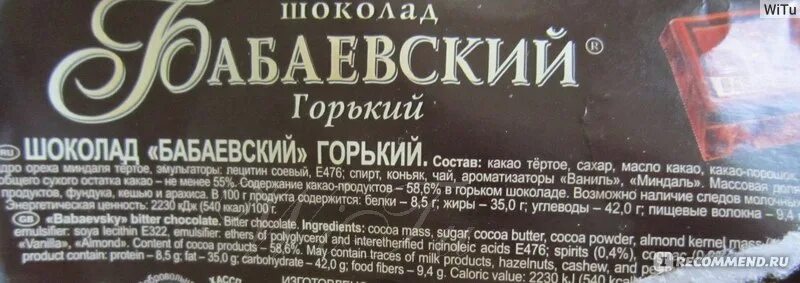 WiTu
ШОКОЛАД
БАБАЕВСКИЙ®
Горький
RU ШОКОЛАД «БАБАЕВСКИЙ» ГОРЬКИЙ. Состав: какао тёртое, сахар, масло какао, какао-порошок,
ядро ореха миндаля тёртое, эмульгаторы: лецитин соевый, Е476; спирт, коньяк, чай, ароматизаторы «Ваниль», «Миндаль». Массовая доля
общего сухого остатка какао – не менее 55%. Содержание какао-продуктов – 58,6% в горьком шоколаде. Возможно наличие следов молочных
продуктов, фундука, кешью и арахиса. В 100 г продукта содержится: белки – 8,5 г; жиры – 35,0 г; углеводы – 42,0 г; пищевые волокна – 9,4
Энергетическая ценность: 2230 кДж (540 ккал)/100 г.
GB «Babaevsky» bitter chocolate. Bitter chocolate. Ingredients: cocoa mass, sugar, cocoa butter, cocoa powder, almond kernel mass,
emulsifier: soya lecithin E322, emulsifier: ethers of polyglycerol and interetherified ricinoleic acids E476; spirits (0,4%),
«Vanilla», «Almond». Content of cocoa products – 58,6%. May contain traces of milk products, hazelnuts, cashew, and
product contain: protein – 8,5 g; fat – 35,0 g; carbohydrate – 42,0 g; food fibers – 9,4 g. Caloric value: 2230 kJ (540 kcal)
ИЗГОТОВЛЕНО
IRECOMMEND.RU